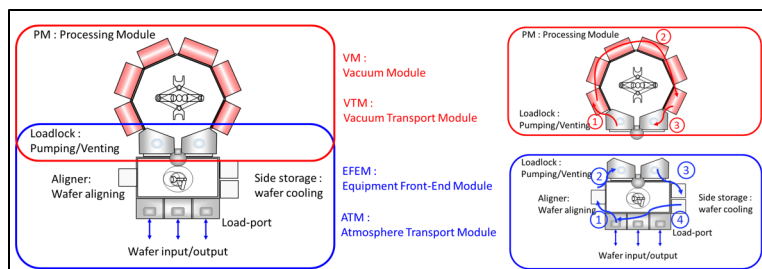 PM : Processing Module
Loadlock :
Pumping/Venting
Aligner:
Wafer aligning
Side storage :
wafer cooling
Load-port
Wafer input/output
VM :
Vacuum Module
VTM :
Vacuum Transport Module
EFEM :
Equipment Front-End Module
ATM :
Atmosphere Transport Module
PM : Processing Module
2
Loadlock :
Pumping/Venting
1
3
Loadlock :
Pumping/Venting
2
3
Aligner:
Wafer aligning
Side storage :
wafer cooling
1
4
Load-port
Wafer input/output